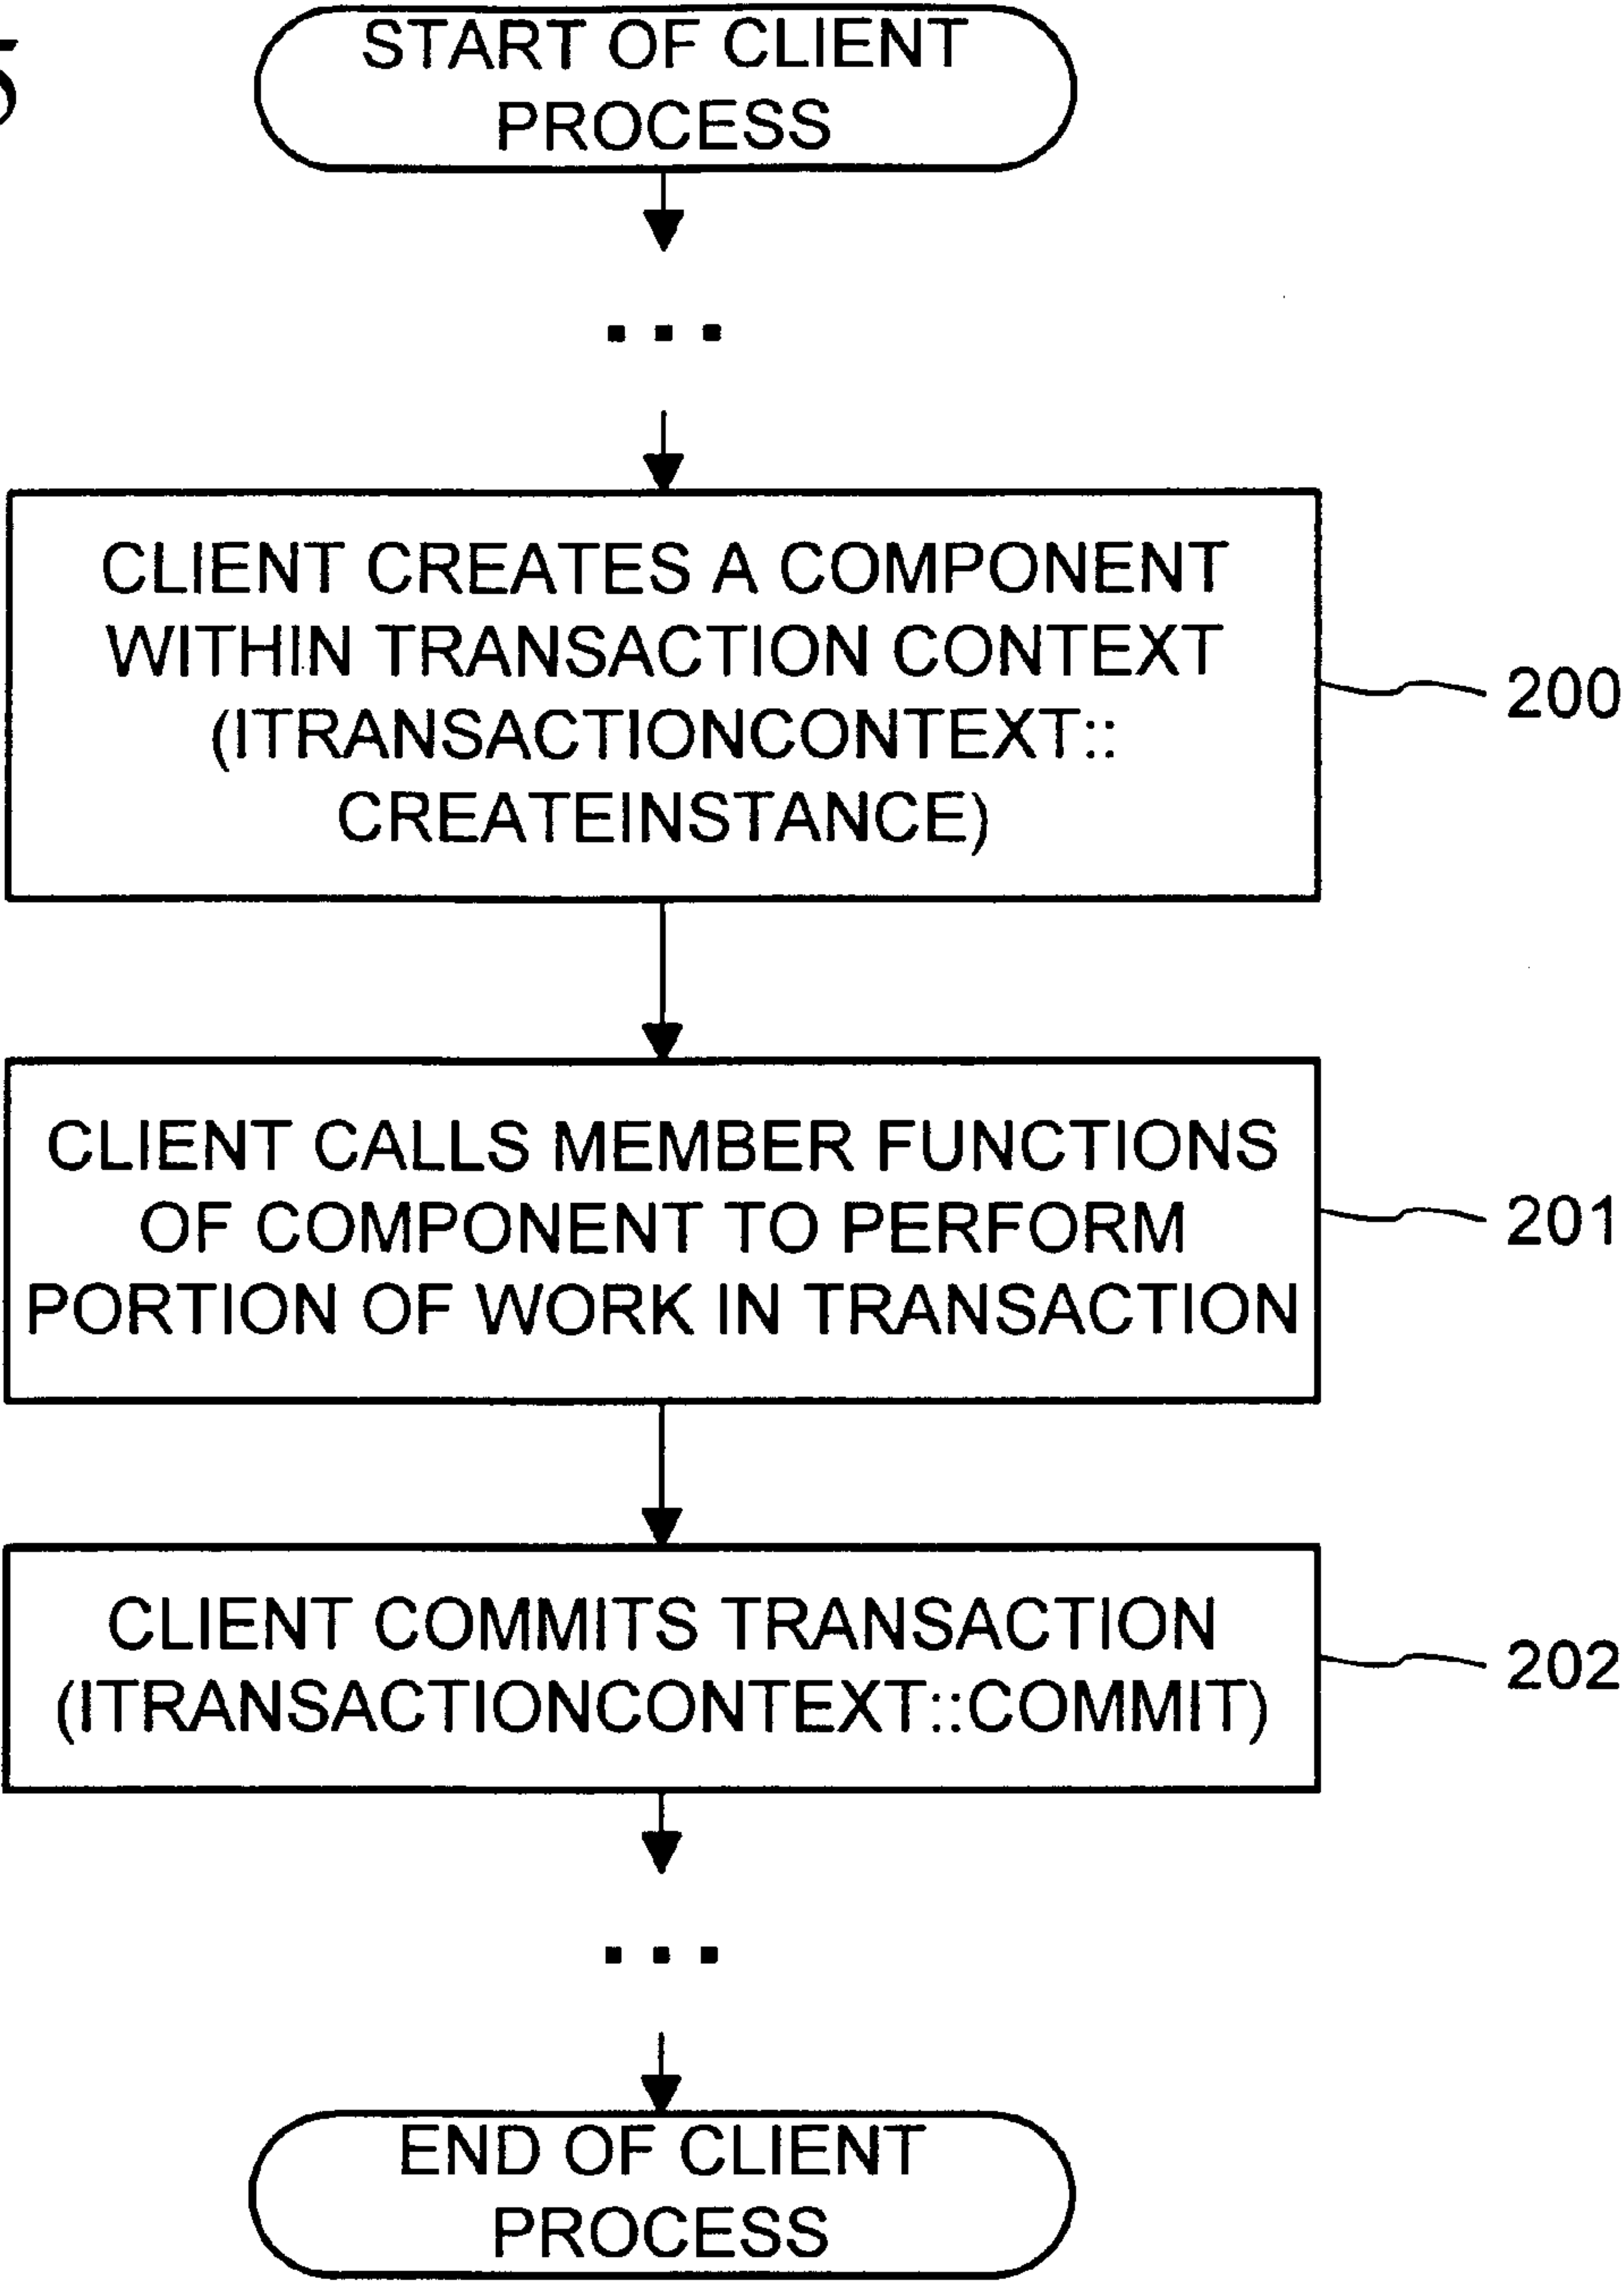 START OF CLIENT
PROCESS
...
CLIENT CREATES A COMPONENT
WITHIN TRANSACTION CONTEXT
(ITRANSACTIONCONTEXT::
CREATEINSTANCE)
200
CLIENT CALLS MEMBER FUNCTIONS
OF COMPONENT TO PERFORM
PORTION OF WORK IN TRANSACTION
201
CLIENT COMMITS TRANSACTION
(ITRANSACTIONCONTEXT::COMMIT)
202
...
END OF CLIENT
PROCESS